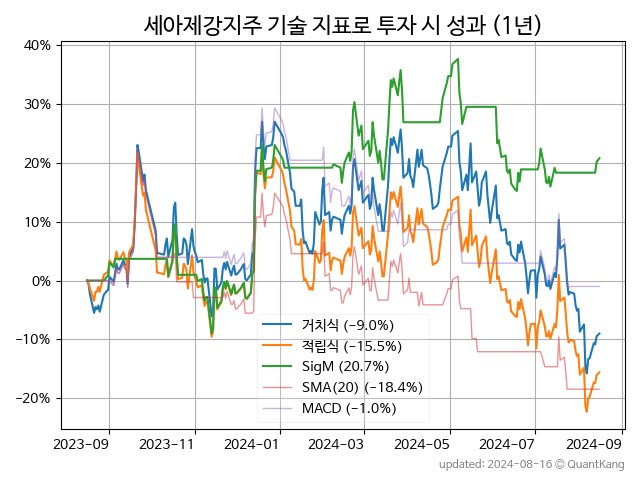 세아제강지주 기술 지표로 투자 시 성과 (1년)
40%
30%
20%
10%
0%
−10%
−20%
거치식 (−9.0%)
적립식 (−15.5%)
SigM (20.7%)
SMA(20) (−18.4%)
MACD (−1.0%)
2023-09
2023-11
2024-01
2024-03
2024-05
2024-07
2024-09
updated: 2024-08-16 © QuantKang